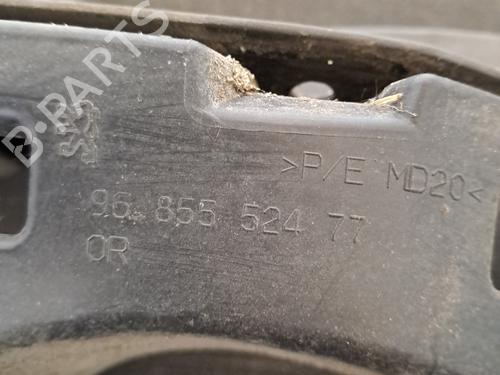 B-PARTS
>P/E MD20<
96 855 524 77
OR